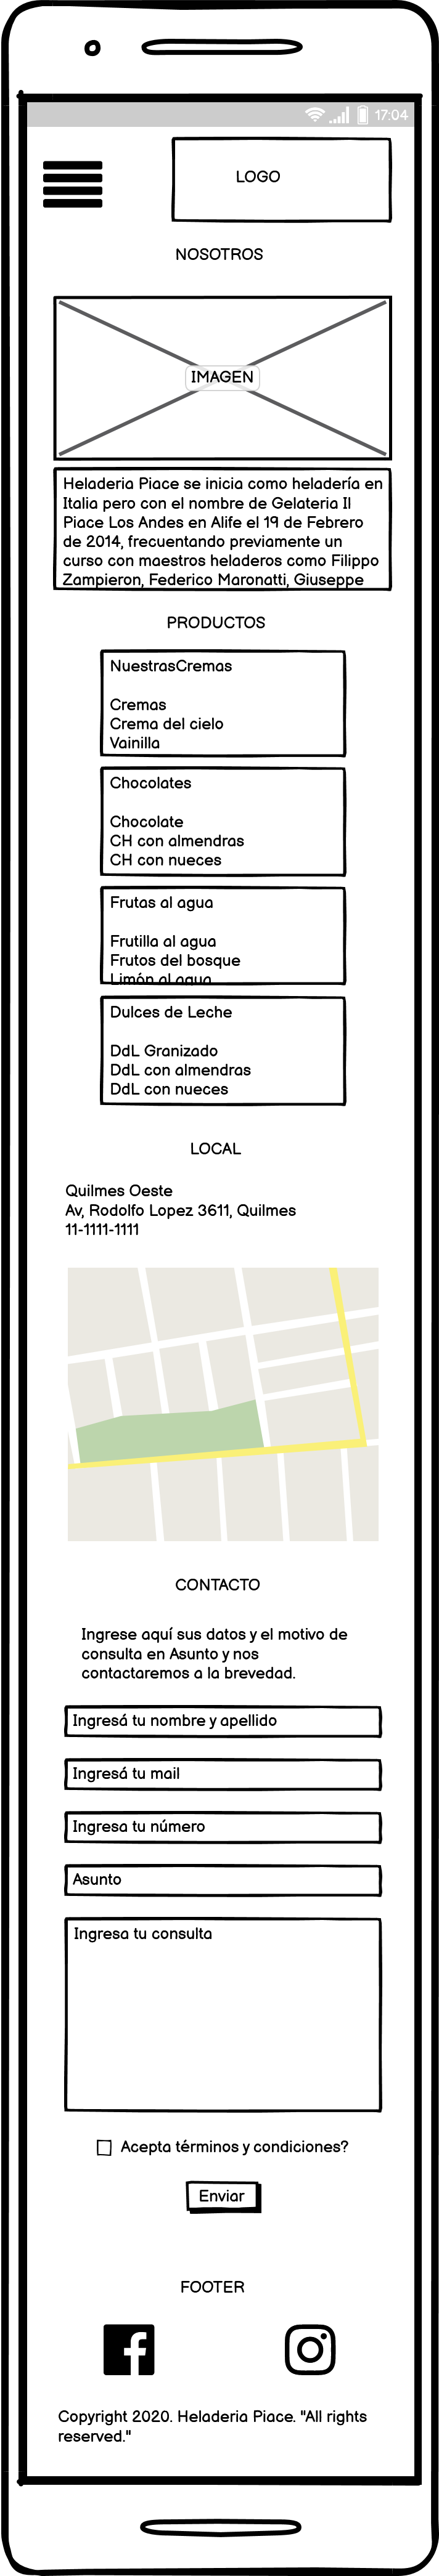 17:04
LOGO
NOSOTROS
IMAGEN
Heladeria Piace se inicia como heladería en
Italia pero con el nombre de Gelateria Il
Piace Los Andes en Alife el 19 de Febrero
de 2014, frecuentando previamente un
curso con maestros heladeros como Filippo
Zampieron, Federico Maronatti, Giuseppe
PRODUCTOS
NuestrasCremas
Cremas
Crema del cielo
Vainilla
Chocolates
Chocolate
CH con almendras
CH con nueces
Frutas al agua
Frutilla al agua
Frutos del bosque
Limón al agua
Dulces de Leche
DdL Granizado
DdL con almendras
DdL con nueces
LOCAL
Quilmes Oeste
Av, Rodolfo Lopez 3611, Quilmes
11-1111-1111
CONTACTO
Ingrese aquí sus datos y el motivo de
consulta en Asunto y nos
contactaremos a la brevedad.
Ingresá tu nombre y apellido
Ingresá tu mail
Ingresa tu número
Asunto
Ingresa tu consulta
Acepta términos y condiciones?
Enviar
FOOTER
Copyright 2020. Heladeria Piace. "All rights
reserved."